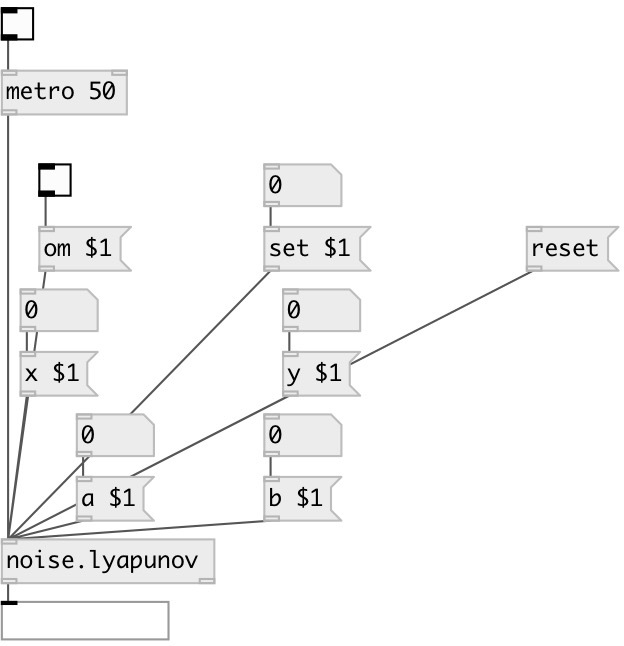 metro 50
0
om $1
set $1
reset
0
0
x $1
y $1
0
0
a $1
b $1
noise.lyapunov